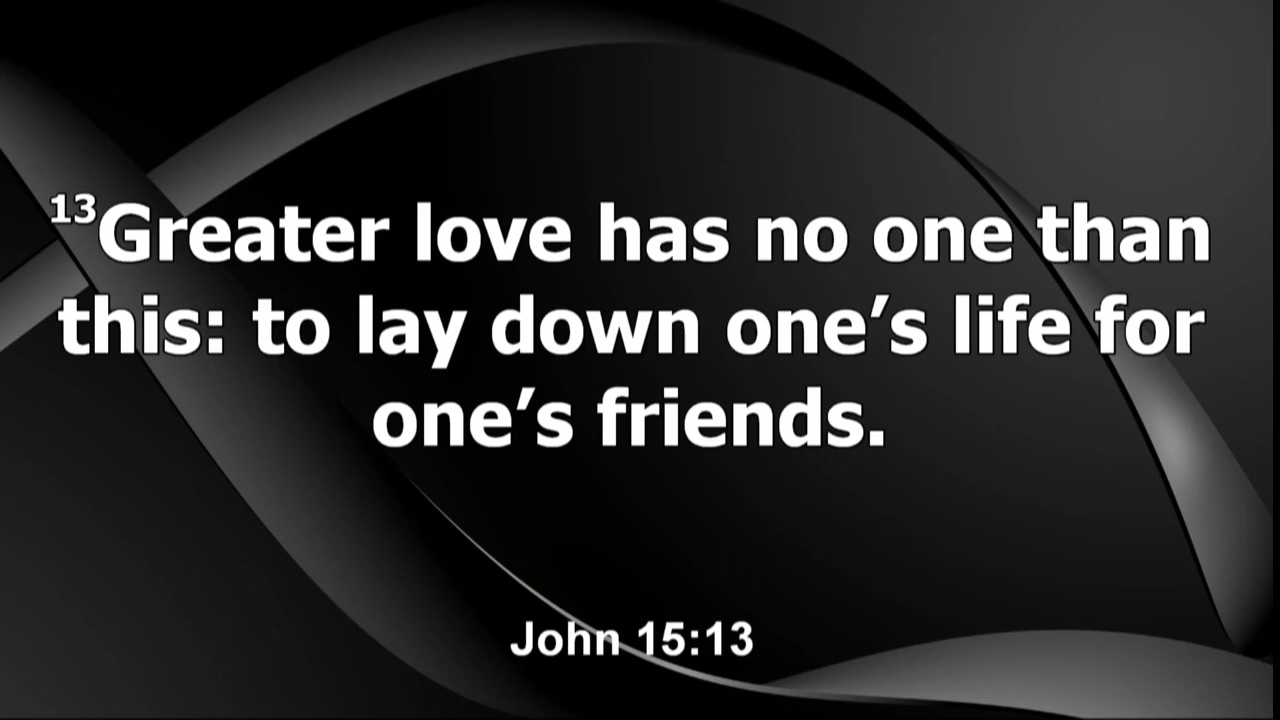 13Greater love has no one than
this: to lay down one’s life for
one’s friends.
John 15:13